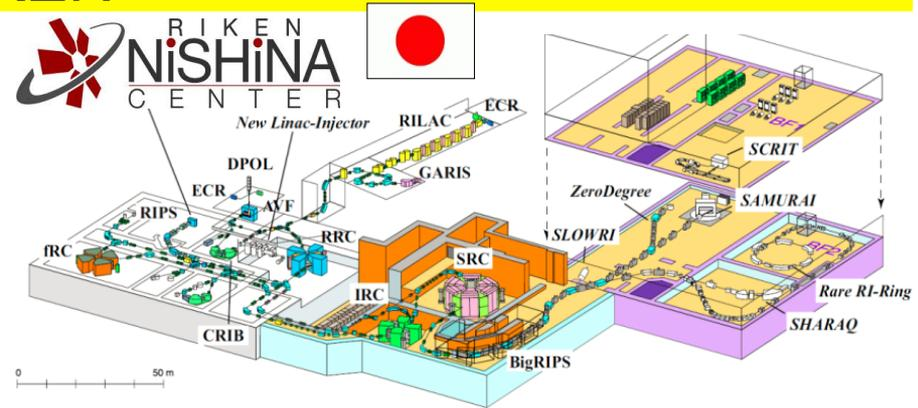 RIKEN
NiSHiNA
CENTER
New Linac-Injector
ECR
RILAC
DPOL
GARIS
ECR
AVF
RIPS
RRC
fRC
CRIB
IRC
SRC
BigRIPS
SLOWRI
ZeroDegree
SCRIT
SAMURAI
Rare RI-Ring
SHARAQ
0 50 m